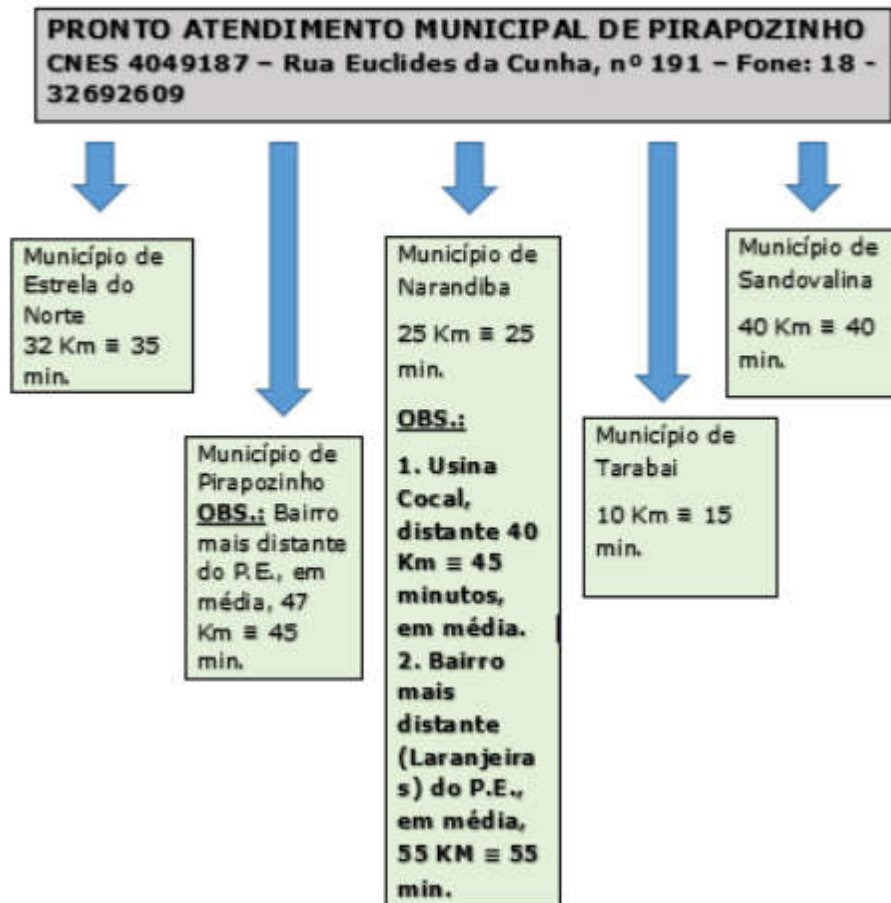 PRONTO ATENDIMENTO MUNICIPAL DE PIRAPOZINHO
CNES 4049187 – Rua Euclides da Cunha, nº 191 – Fone: 18 -
32692609
Município de
Estrela do
Norte
32 Km ≅ 35
min.
Município de
Pirapozinho
OBS.: Bairro
mais distante
do P.E., em
média, 47
Km ≅ 45
min.
Município de
Narandiba
25 Km ≅ 25
min.
OBS.:
1. Usina
Cocal,
distante 40
Km ≅ 45
minutos,
em média.
2. Bairro
mais
distante
(Laranjeira
s) do P.E.,
em média,
55 KM ≅ 55
min.
Município de
Tarabai
10 Km ≅ 15
min.
Município de
Sandovalina
40 Km ≅ 40
min.